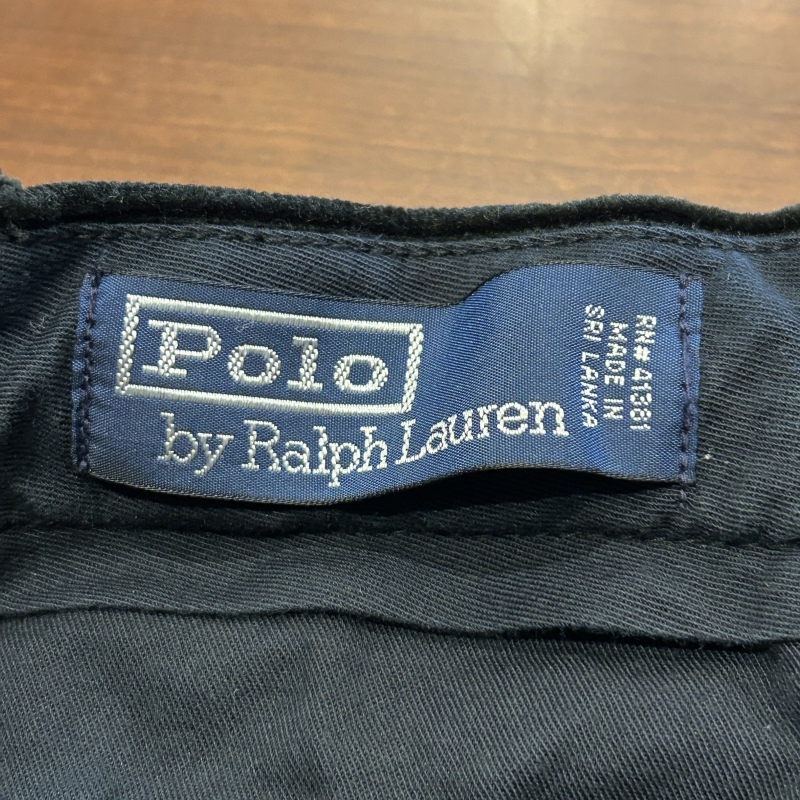 Polo
by Ralph Lauren
RN# 41381
MADE IN
SRI LANKA